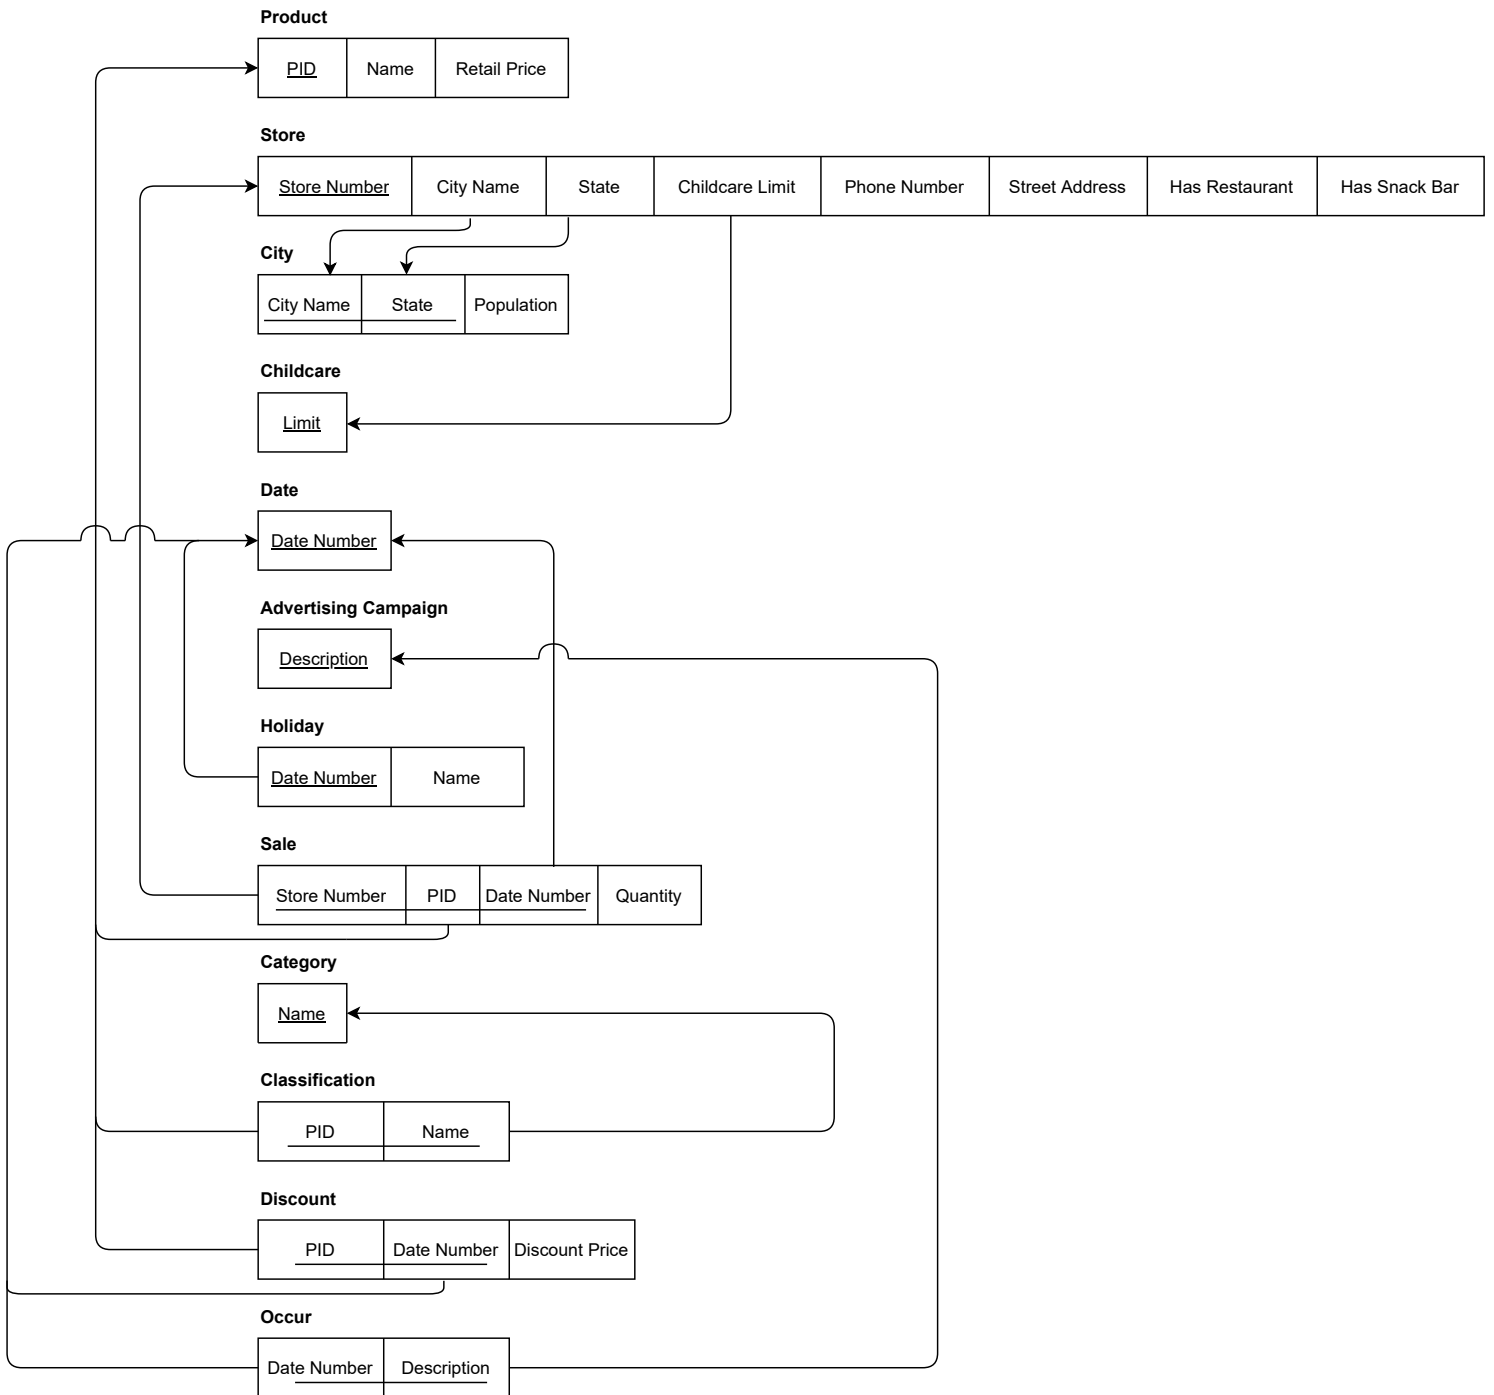 Product
PID Name Retail Price
Store
Store Number City Name State Childcare Limit Phone Number Street Address Has Restaurant Has Snack Bar
City
City Name State Population
Childcare
Limit
Date
Date Number
Advertising Campaign
Description
Holiday
Date Number Name
Sale
Store Number PID Date Number Quantity
Category
Name
Classification
PID Name
Discount
PID Date Number Discount Price
Occur
Date Number Description